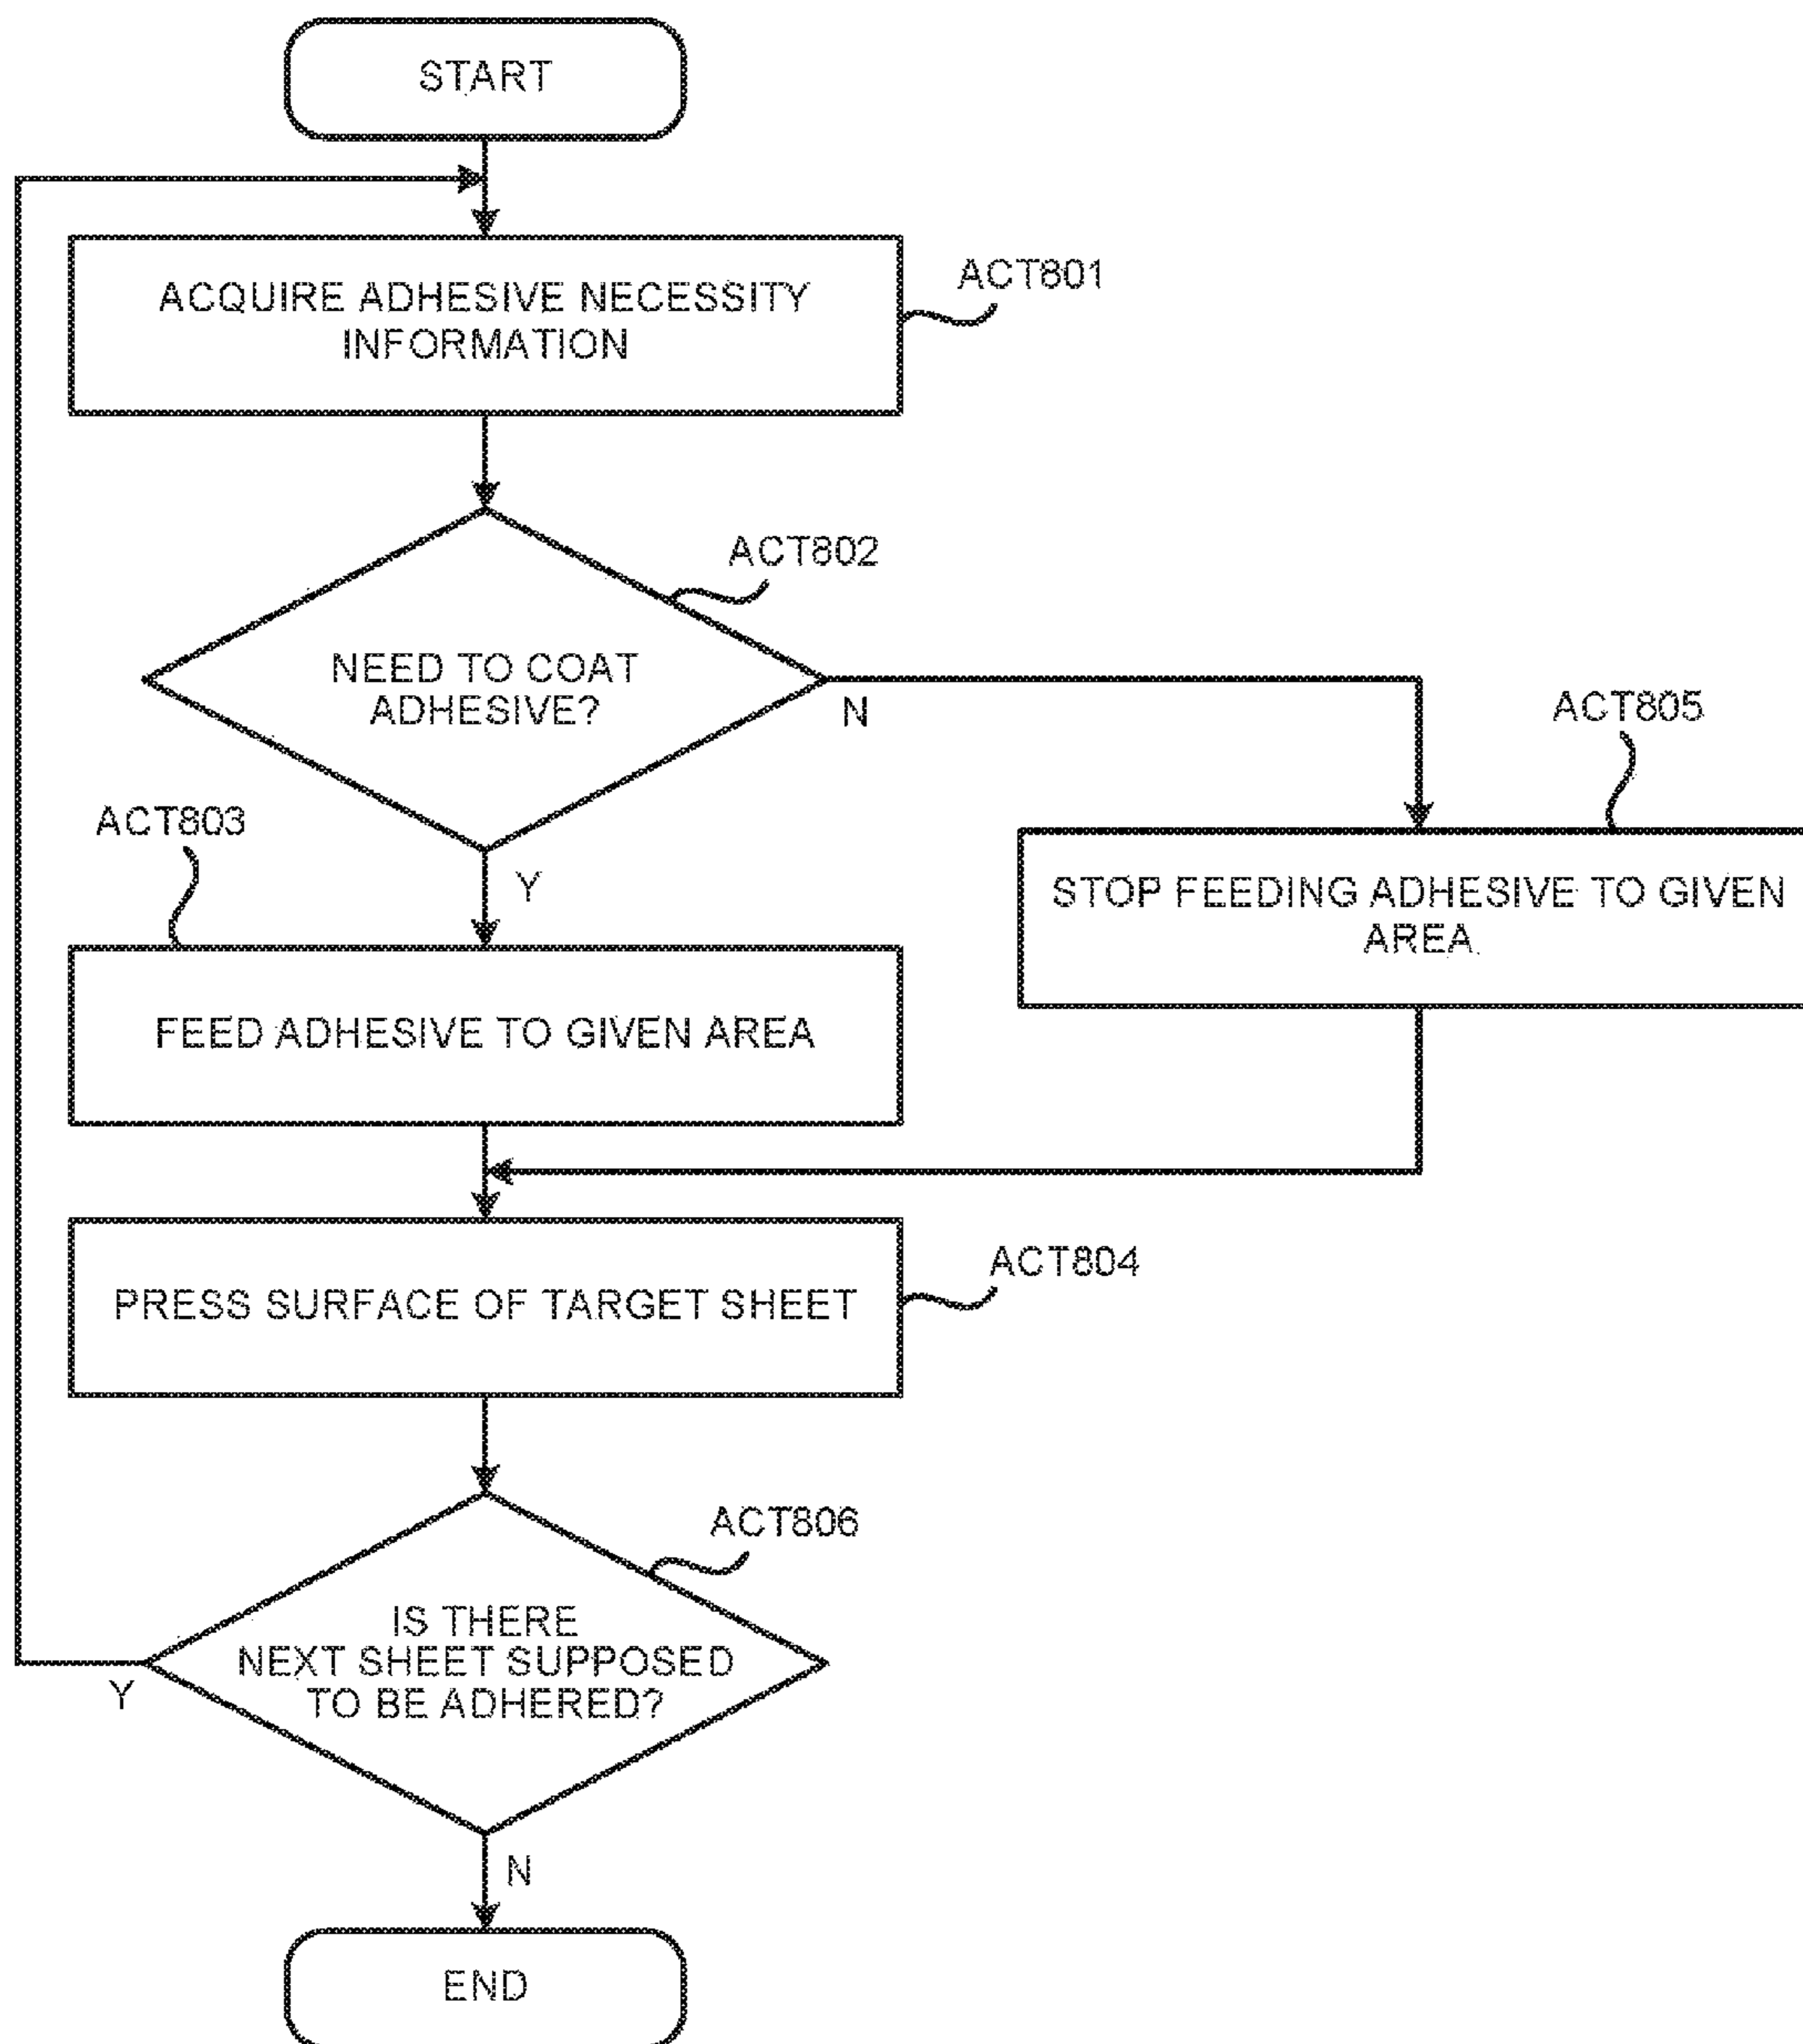 START
ACQUIRE ADHESIVE NECESSITY
INFORMATION
ACT801
ACT802
NEED TO COAT
ADHESIVE?
N
Y
ACT803
FEED ADHESIVE TO GIVEN AREA
ACT805
STOP FEEDING ADHESIVE TO GIVEN
AREA
PRESS SURFACE OF TARGET SHEET
ACT804
ACT806
IS THERE
NEXT SHEET SUPPOSED
TO BE ADHERED?
Y
N
END